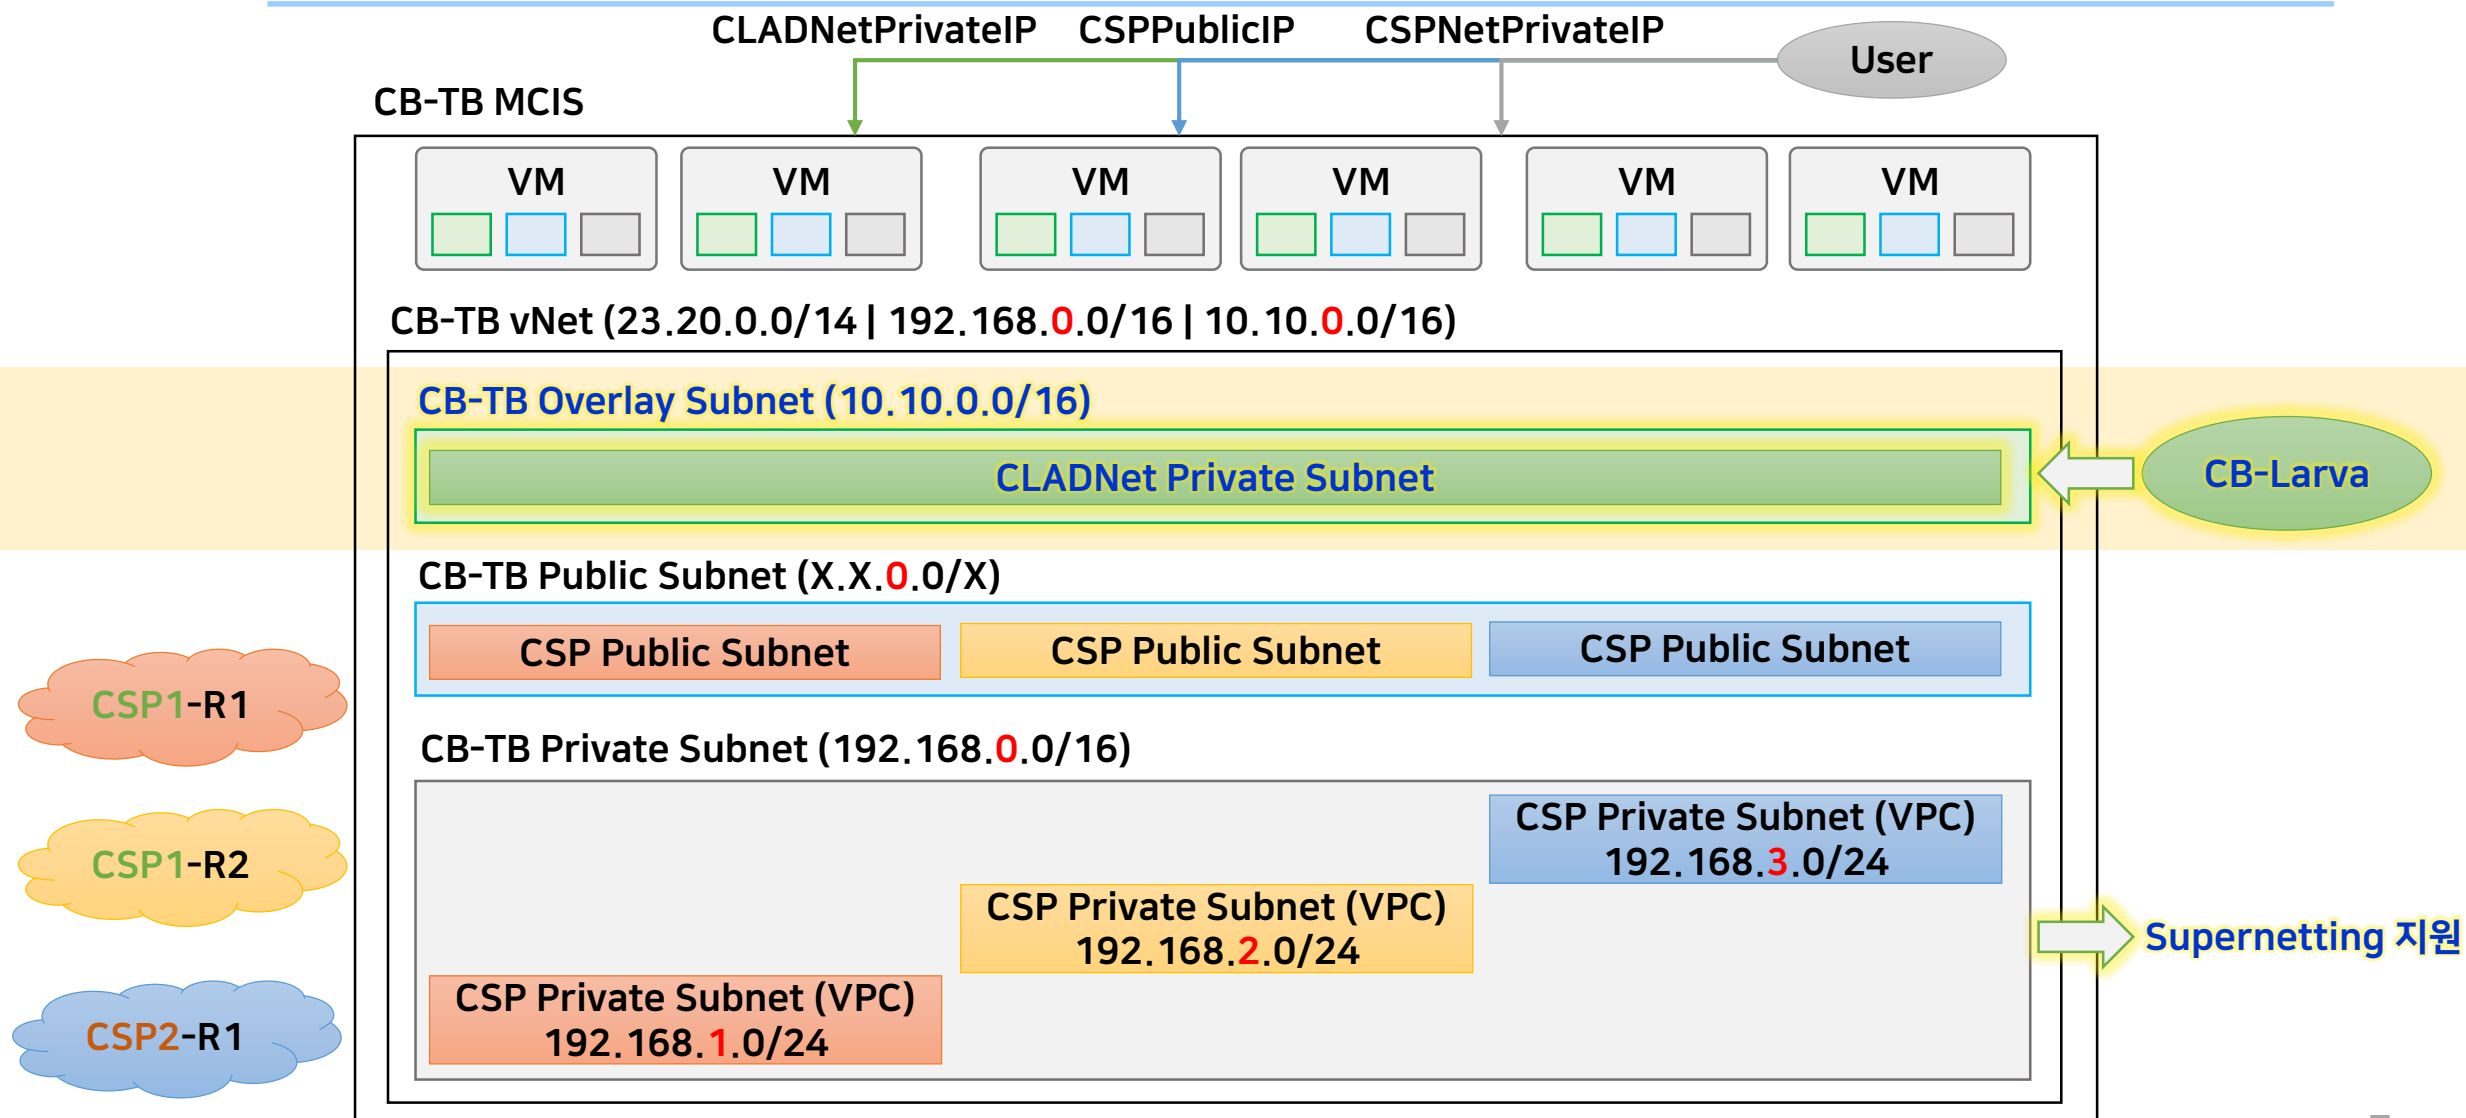 CLADNetPrivateIP
CSPPublicIP
CSPNetPrivateIP
User
CB-TB MCIS
VM
VM
VM
VM
VM
VM
CB-TB vNet (23.20.0.0/14 | 192.168.0.0/16 | 10.10.0.0/16)
CB-TB Overlay Subnet (10.10.0.0/16)
CLADNet Private Subnet
CB-Larva
CB-TB Public Subnet (X.X.0.0/X)
CSP Public Subnet
CSP Public Subnet
CSP Public Subnet
CSP1-R1
CB-TB Private Subnet (192.168.0.0/16)
CSP Private Subnet (VPC)
192.168.3.0/24
CSP1-R2
CSP Private Subnet (VPC)
192.168.2.0/24
Supernetting 지원
CSP Private Subnet (VPC)
192.168.1.0/24
CSP2-R1